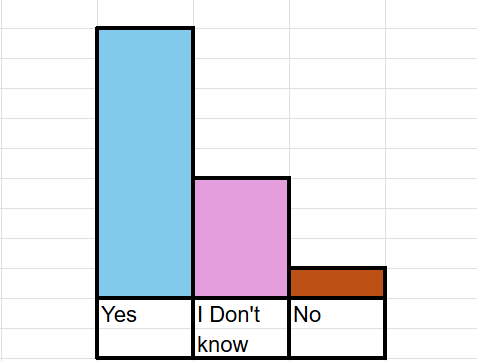 Yes
I Don't
know
No